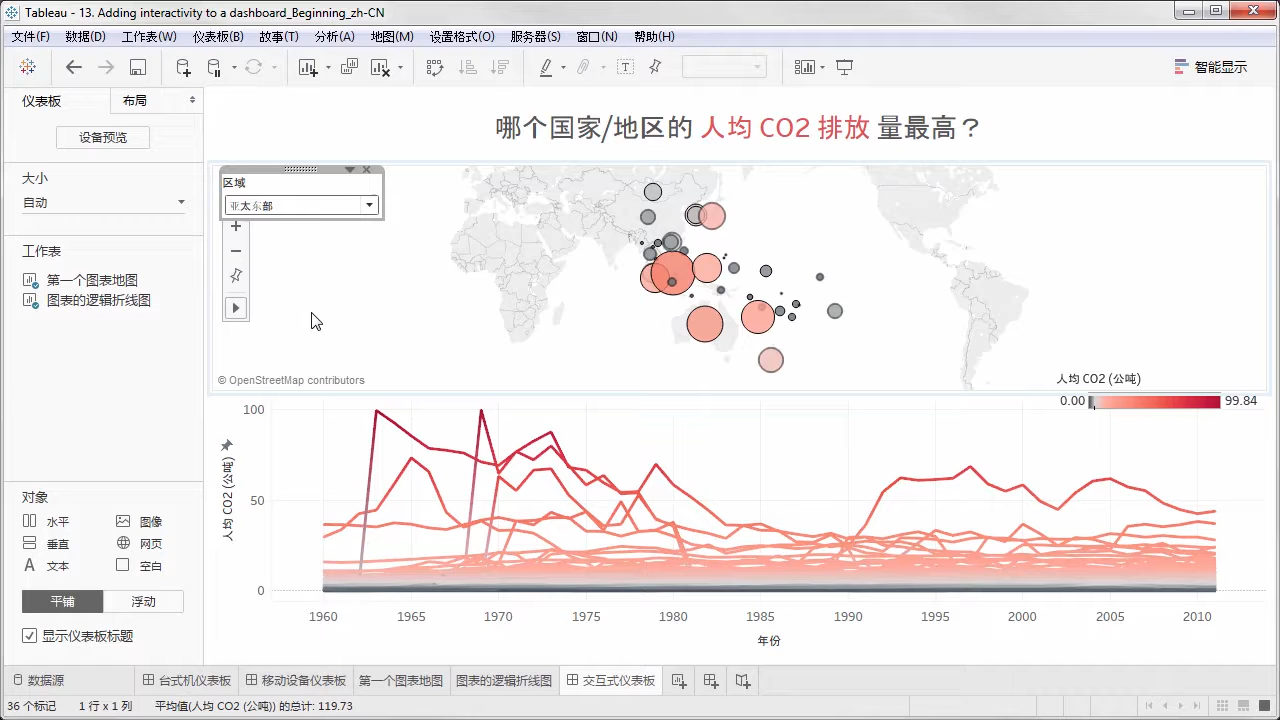 Tableau - 13. Adding interactivity to a dashboard_Beginning_zh-CN
文件(F) 数据(D) 工作表(W) 仪表板(B) 故事(T) 分析(A) 地图(M) 设置格式(O) 服务器(S) 窗口(N) 帮助(H)
智能显示
仪表板 布局
设备预览
大小
自动
工作表
第一个图表地图
图表的逻辑折线图
对象
水平 图像
垂直 网页
A 文本 空白
平铺 浮动
显示仪表板标题
哪个国家/地区的 人均 CO2 排放 量最高？
区域
亚太东部
© OpenStreetMap contributors
人均 CO2 (公吨)
0.00 99.84
100
50
0
人均 CO2 (公吨)
1960 1965 1970 1975 1980 1985 1990 1995 2000 2005 2010
年份
数据源 台式机仪表板 移动设备仪表板 第一个图表地图 图表的逻辑折线图 交互式仪表板
36 个标记 1 行 x 1 列 平均值(人均 CO2 (公吨)) 的总计: 119.73